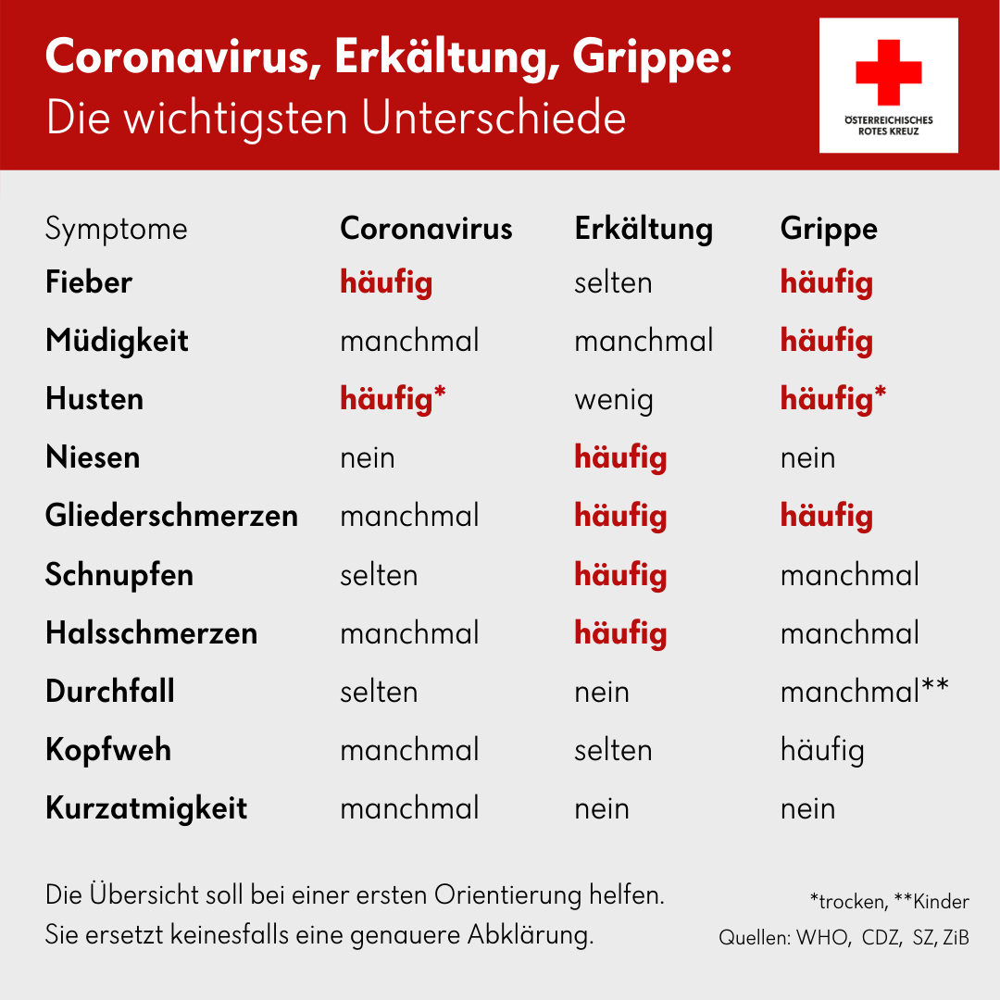 Coronavirus, Erkältung, Grippe:
Die wichtigsten Unterschiede
ÖSTERREICHISCHES
ROTES KREUZ
Symptome Coronavirus Erkältung Grippe
Fieber häufig selten häufig
Müdigkeit manchmal manchmal häufig
Husten häufig* wenig häufig*
Niesen nein häufig nein
Gliederschmerzen manchmal häufig häufig
Schnupfen selten häufig manchmal
Halsschmerzen manchmal häufig manchmal
Durchfall selten nein manchmal**
Kopfweh manchmal selten häufig
Kurzatmigkeit manchmal nein nein
Die Übersicht soll bei einer ersten Orientierung helfen.
Sie ersetzt keinesfalls eine genauere Abklärung.
*trocken, **Kinder
Quellen: WHO, CDZ, SZ, ZiB